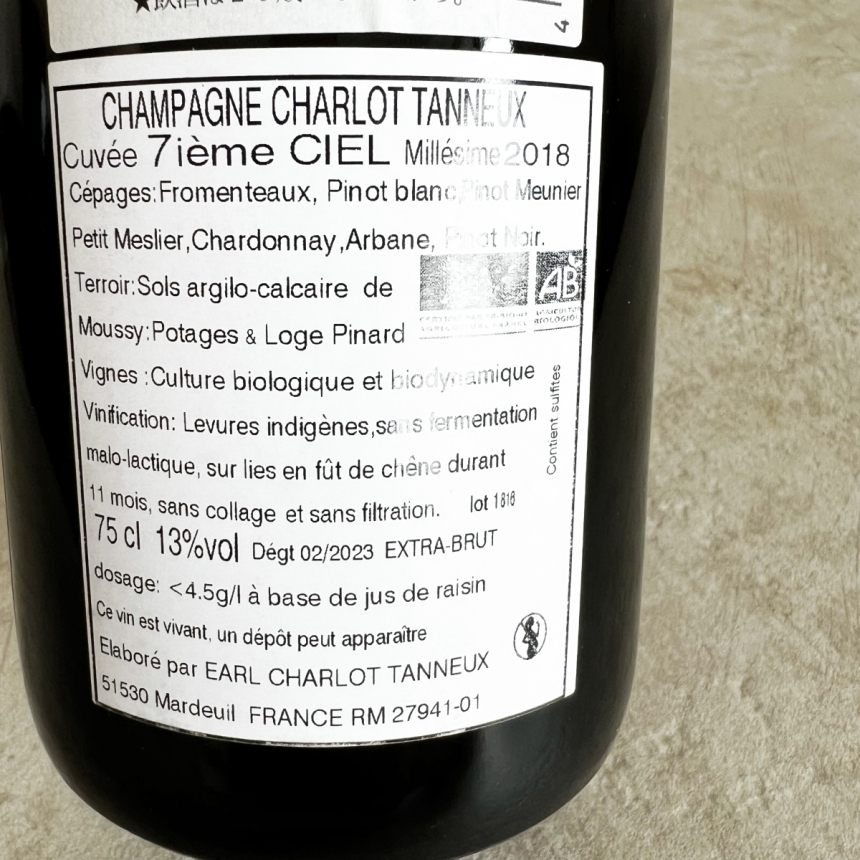 4
CHAMPAGNE CHARLOT TANNEUX
Cuvée 7ième CIEL Millésime 2018
Cépages:Fromenteaux, Pinot blanc,Pinot Meunier
Petit Meslier,Chardonnay,Arbane, Pinot Noir.
Terroir:Sols argilo-calcaire de
AB
Moussy:Potages & Loge Pinard
Vignes :Culture biologique et biodynamique
Vinification: Levures indigènes,sans fermentation
malo-lactique, sur lies en fût de chêne durant
Contient sulfites
11 mois, sans collage et sans filtration. lot 1816
75 cl 13%vol Dégt 02/2023 EXTRA-BRUT
dosage: <4.5g/l à base de jus de raisin
Ce vin est vivant, un dépôt peut apparaître
Elaboré par EARL CHARLOT TANNEUX
51530 Mardeuil FRANCE RM 27941-01